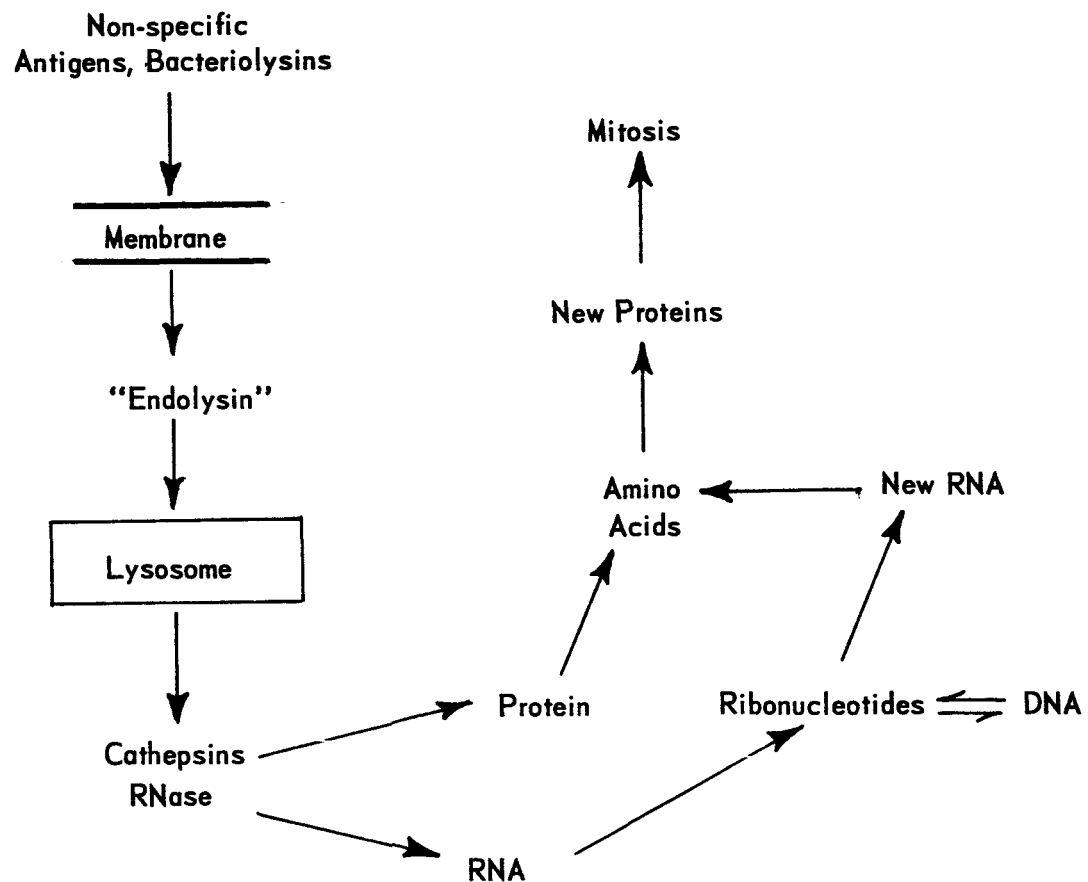 Non-specific
Antigens, Bacteriolysins
Membrane
“Endolysin”
Lysosome
Cathepsins
RNase
Protein
RNA
Mitosis
New Proteins
Amino
Acids
New RNA
Ribonucleotides
DNA